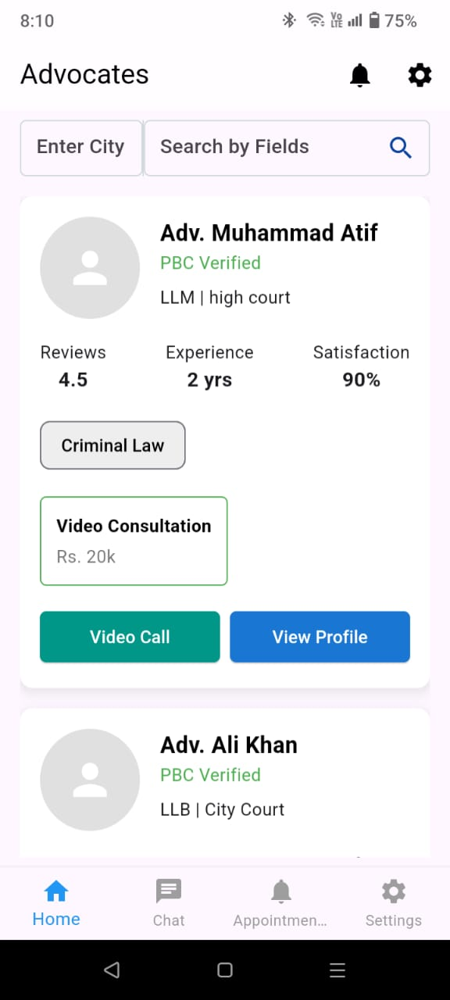 8:10 Vo LTE 75%
Advocates
Enter City Search by Fields
Adv. Muhammad Atif
PBC Verified
LLM | high court
Reviews Experience Satisfaction
4.5 2 yrs 90%
Criminal Law
Video Consultation
Rs. 20k
Video Call View Profile
Adv. Ali Khan
PBC Verified
LLB | City Court
Home Chat Appointmen... Settings